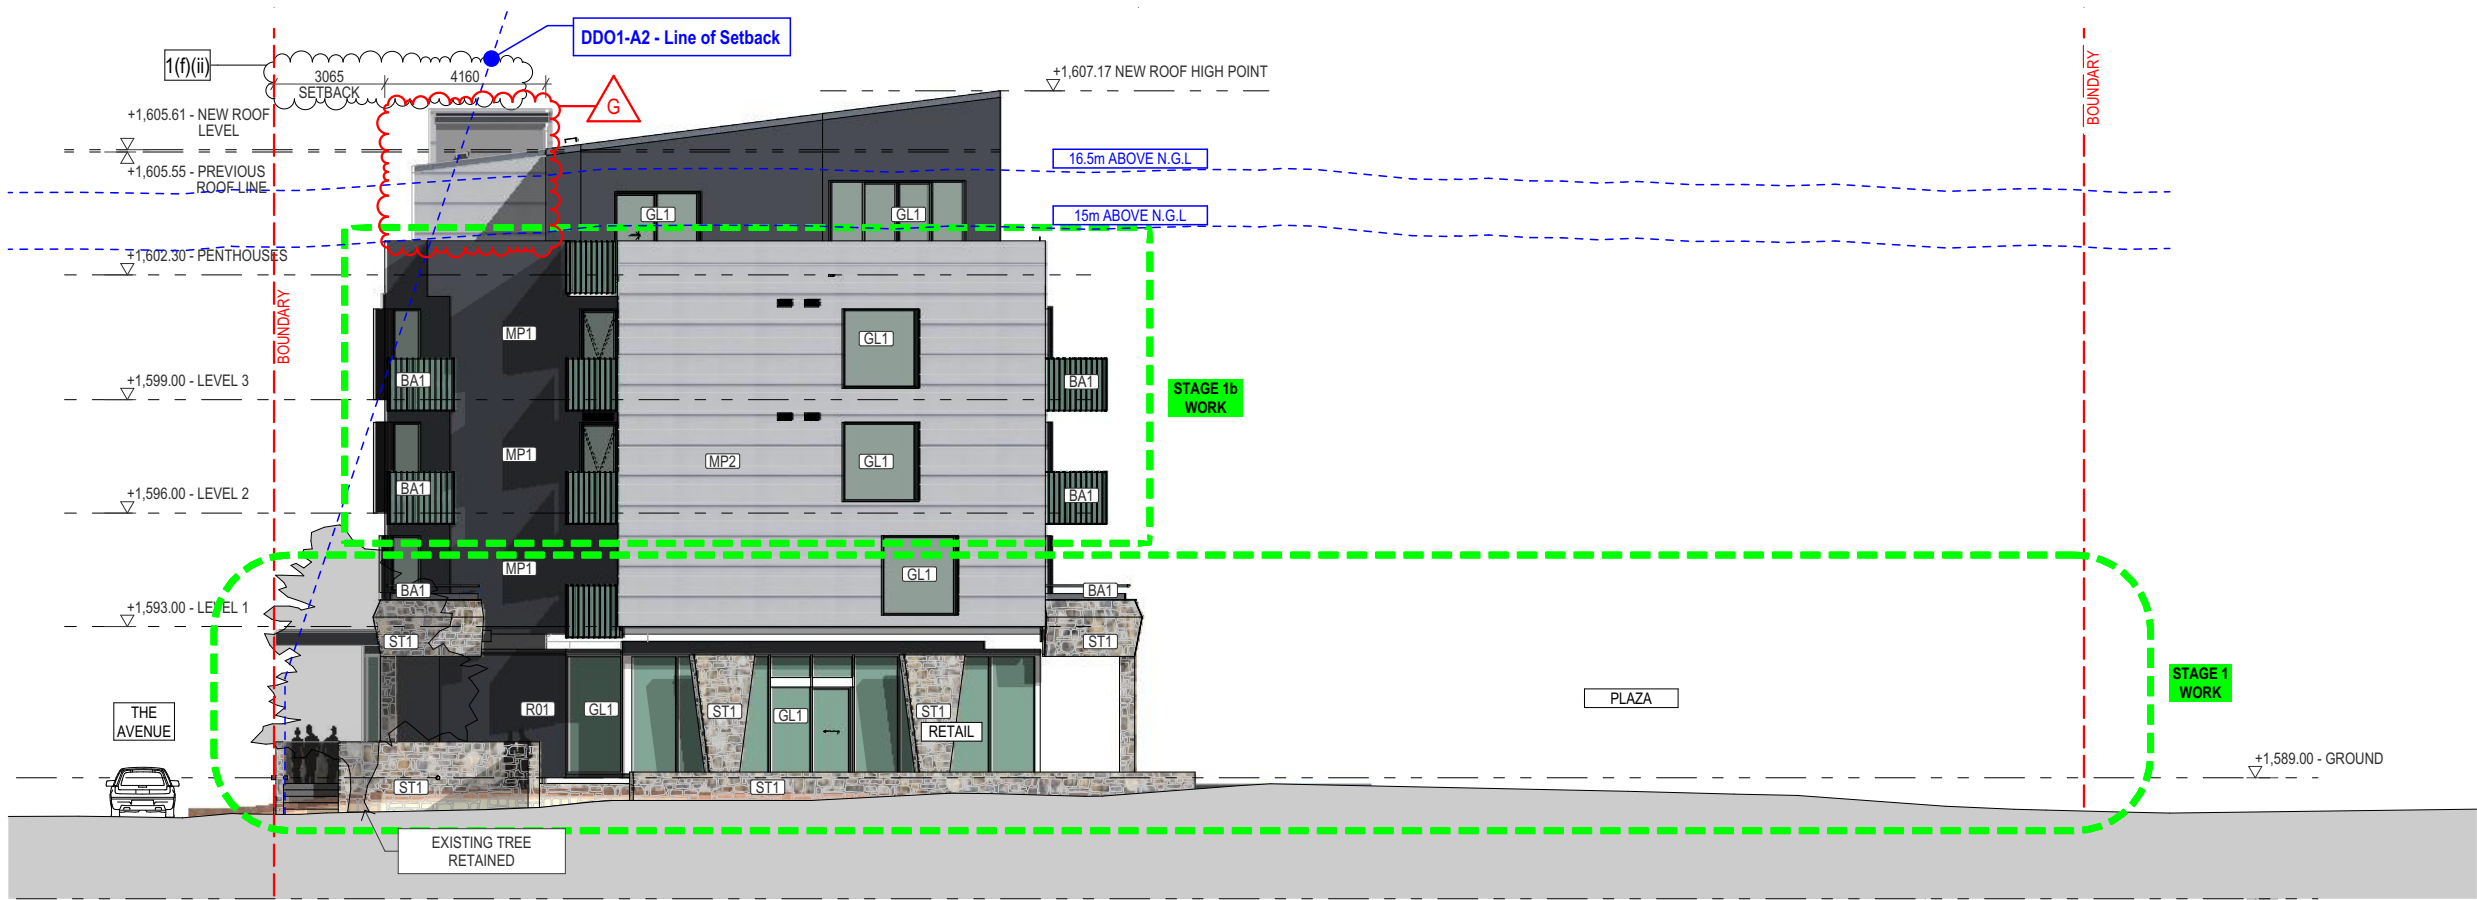 DDO1-A2 - Line of Setback
1(f)(ii)
3065
SETBACK
4160
G
+1,607.17 NEW ROOF HIGH POINT
BOUNDARY
+1,605.61 - NEW ROOF
LEVEL
+1,605.55 - PREVIOUS
ROOF LINE
16.5m ABOVE N.G.L
15m ABOVE N.G.L
GL1
GL1
+1,602.30 - PENTHOUSES
BOUNDARY
MP1
GL1
+1,599.00 - LEVEL 3
BA1
BA1
STAGE 1b
WORK
MP1
MP2
GL1
+1,596.00 - LEVEL 2
BA1
BA1
MP1
GL1
BA1
BA1
+1,593.00 - LEVEL 1
ST1
ST1
STAGE 1
WORK
PLAZA
THE
AVENUE
R01
GL1
ST1
GL1
ST1
RETAIL
+1,589.00 - GROUND
ST1
ST1
EXISTING TREE
RETAINED